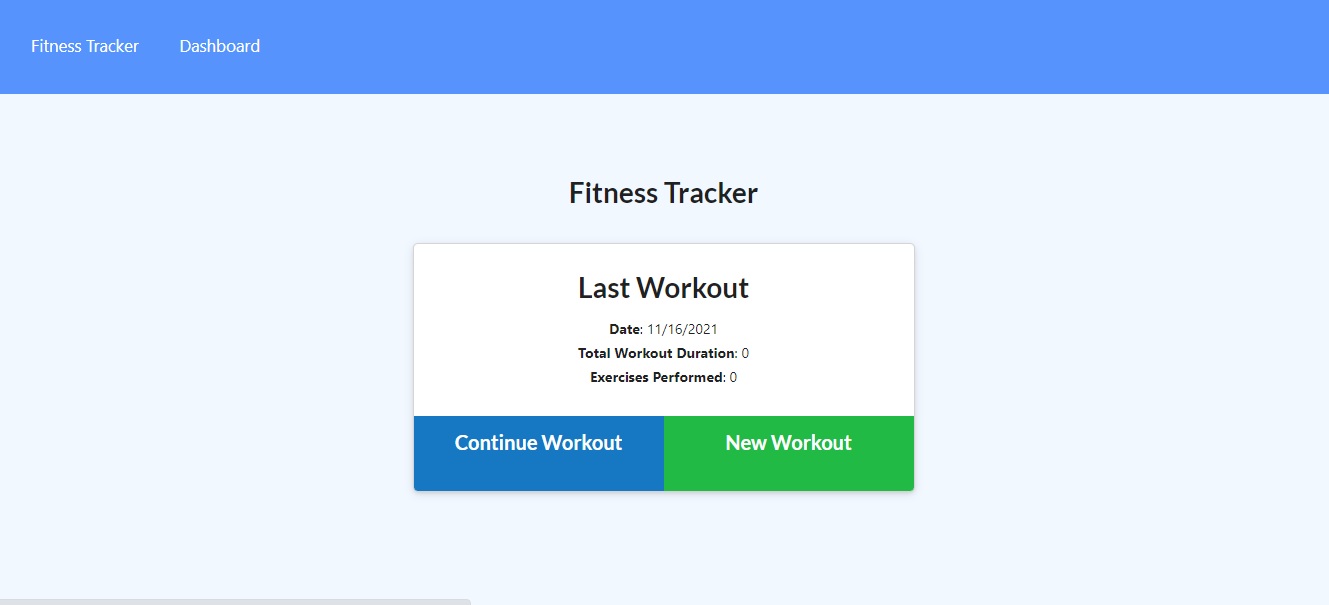 Fitness Tracker Dashboard
Fitness Tracker
Last Workout
Date: 11/16/2021
Total Workout Duration: 0
Exercises Performed: 0
Continue Workout New Workout